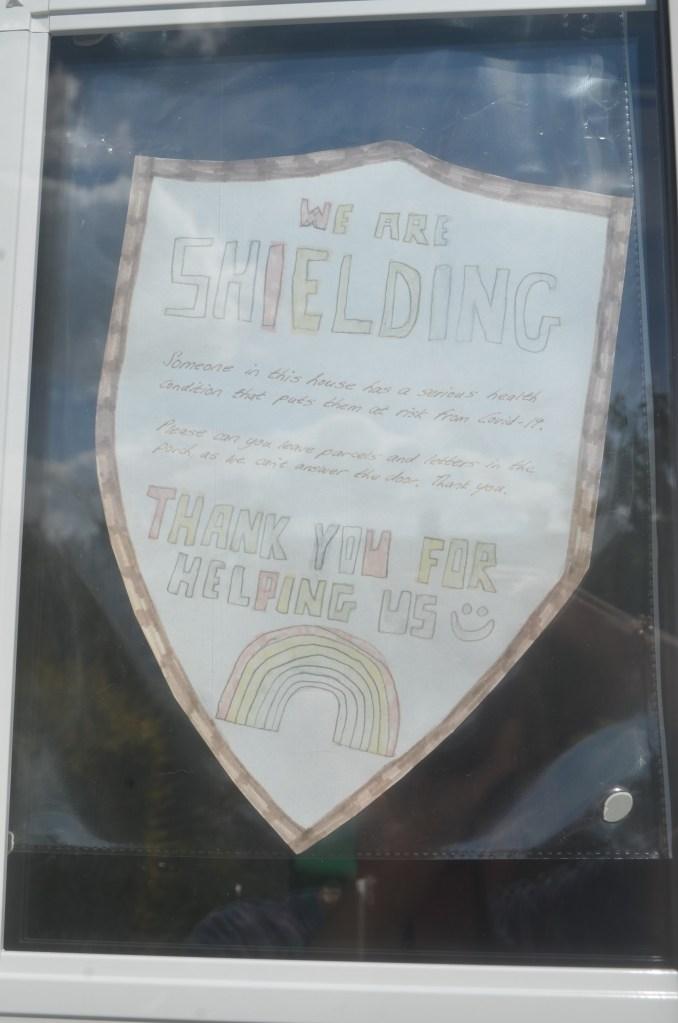 WE ARE
SHIELDING
Someone in this house has a serious health
condition that puts them at risk from Covid-19.
Please can you leave parcels and letters in the
porch as we can't answer the door. Thank you.
THANK YOU FOR
HELPING US